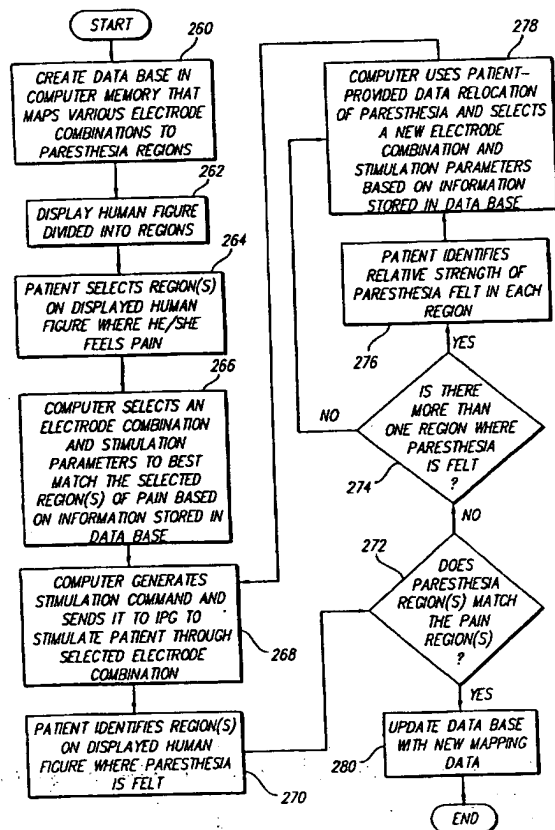 START
260
CREATE DATA BASE IN
COMPUTER MEMORY THAT
MAPS VARIOUS ELECTRODE
COMBINATIONS TO
PARESTHESIA REGIONS
262
DISPLAY HUMAN FIGURE
DIVIDED INTO REGIONS
264
PATIENT SELECTS REGION(S)
ON DISPLAYED HUMAN
FIGURE WHERE HE/SHE
FEELS PAIN
266
COMPUTER SELECTS AN
ELECTRODE COMBINATION
AND STIMULATION
PARAMETERS TO BEST
MATCH THE SELECTED
REGION(S) OF PAIN BASED
ON INFORMATION STORED IN
DATA BASE
COMPUTER GENERATES
STIMULATION COMMAND AND
SENDS IT TO IPG TO
STIMULATE PATIENT THROUGH
SELECTED ELECTRODE
COMBINATION
268
PATIENT IDENTIFIES REGION(S)
ON DISPLAYED HUMAN
FIGURE WHERE PARESTHESIA
IS FELT
270
272
DOES
PARESTHESIA
REGION(S) MATCH
THE PAIN
REGION(S)
?
NO
YES
274
IS THERE
MORE THAN
ONE REGION WHERE
PARESTHESIA
IS FELT
?
NO
YES
276
PATIENT IDENTIFIES
RELATIVE STRENGTH OF
PARESTHESIA FELT IN EACH
REGION
278
COMPUTER USES PATIENT-
PROVIDED DATA RELOCATION
OF PARESTHESIA AND SELECTS
A NEW ELECTRODE
COMBINATION AND
STIMULATION PARAMETERS
BASED ON INFORMATION
STORED IN DATA BASE
280
UPDATE DATA BASE
WITH NEW MAPPING
DATA
END